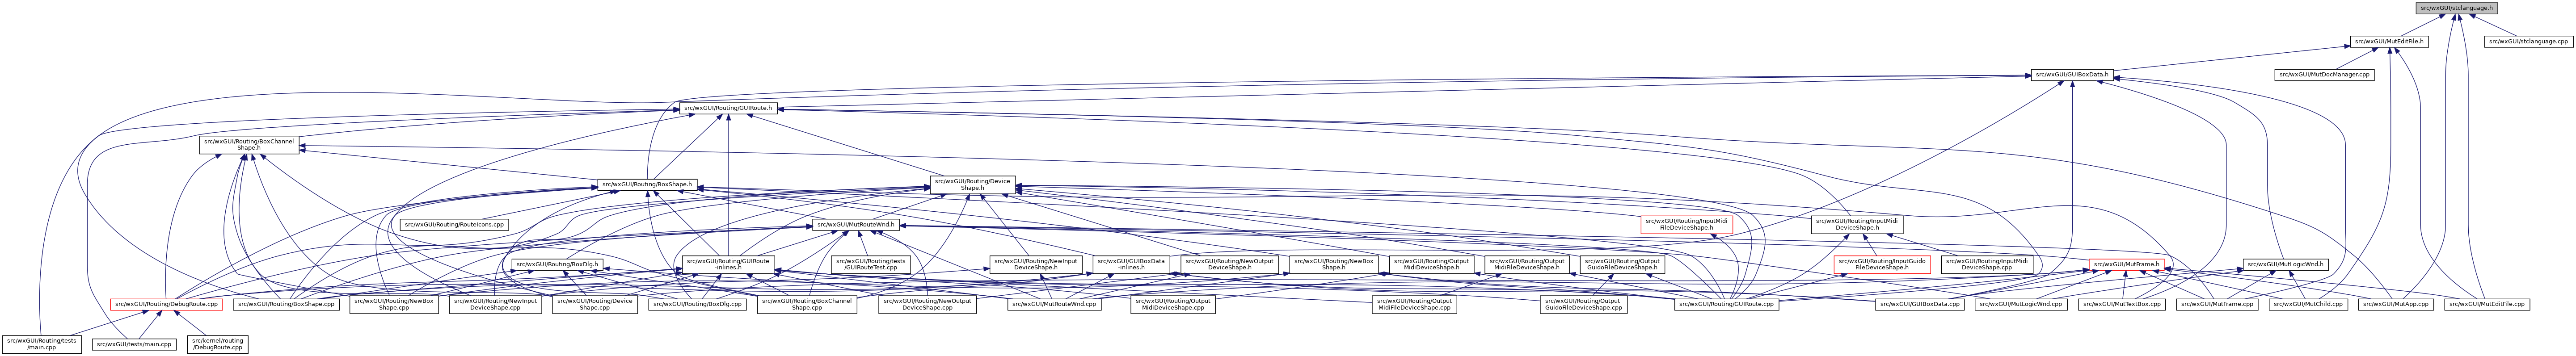 src/wxGUI/stclanguage.h
src/wxGUI/MutEditFile.h
src/wxGUI/stclanguage.cpp
src/wxGUI/GUIBoxData.h
src/wxGUI/MutDocManager.cpp
src/wxGUI/Routing/GUIRoute.h
src/wxGUI/Routing/BoxChannel
Shape.h
src/wxGUI/Routing/BoxShape.h
src/wxGUI/Routing/Device
Shape.h
src/wxGUI/Routing/RouteIcons.cpp
src/wxGUI/MutRouteWnd.h
src/wxGUI/Routing/InputMidi
FileDeviceShape.h
src/wxGUI/Routing/InputMidi
DeviceShape.h
src/wxGUI/Routing/BoxDlg.h
src/wxGUI/Routing/GUIRoute
-inlines.h
src/wxGUI/Routing/tests
/GUIRouteTest.cpp
src/wxGUI/Routing/NewInput
DeviceShape.h
src/wxGUI/GUIBoxData
-inlines.h
src/wxGUI/Routing/NewOutput
DeviceShape.h
src/wxGUI/Routing/NewBox
Shape.h
src/wxGUI/Routing/Output
MidiDeviceShape.h
src/wxGUI/Routing/Output
MidiFileDeviceShape.h
src/wxGUI/Routing/Output
GuidoFileDeviceShape.h
src/wxGUI/Routing/InputGuido
FileDeviceShape.h
src/wxGUI/Routing/InputMidi
DeviceShape.cpp
src/wxGUI/MutFrame.h
src/wxGUI/MutLogicWnd.h
src/wxGUI/Routing/DebugRoute.cpp
src/wxGUI/Routing/BoxShape.cpp
src/wxGUI/Routing/NewBox
Shape.cpp
src/wxGUI/Routing/NewInput
DeviceShape.cpp
src/wxGUI/Routing/Device
Shape.cpp
src/wxGUI/Routing/BoxDlg.cpp
src/wxGUI/Routing/BoxChannel
Shape.cpp
src/wxGUI/Routing/NewOutput
DeviceShape.cpp
src/wxGUI/MutRouteWnd.cpp
src/wxGUI/Routing/Output
MidiDeviceShape.cpp
src/wxGUI/Routing/Output
MidiFileDeviceShape.cpp
src/wxGUI/Routing/Output
GuidoFileDeviceShape.cpp
src/wxGUI/Routing/GUIRoute.cpp
src/wxGUI/GUIBoxData.cpp
src/wxGUI/MutLogicWnd.cpp
src/wxGUI/MutTextBox.cpp
src/wxGUI/MutFrame.cpp
src/wxGUI/MutChild.cpp
src/wxGUI/MutApp.cpp
src/wxGUI/MutEditFile.cpp
src/wxGUI/Routing/tests
/main.cpp
src/wxGUI/tests/main.cpp
src/kernel/routing
/DebugRoute.cpp